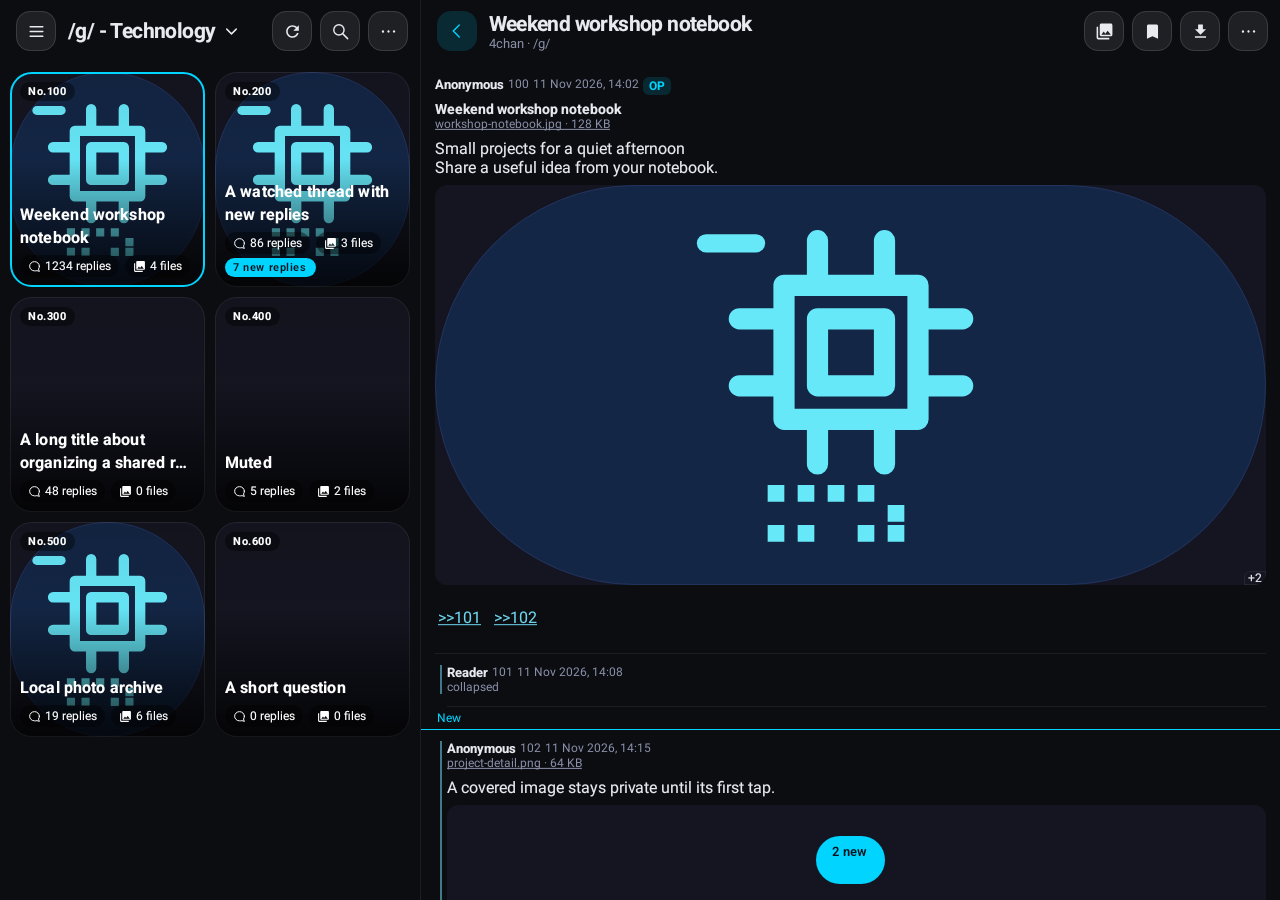 /g/ - Technology
No.100
Weekend workshop
notebook
1234 replies 4 files
No.200
A watched thread with
new replies
86 replies 3 files
7 new replies
No.300
A long title about
organizing a shared r…
48 replies 0 files
No.400
Muted
5 replies 2 files
No.500
Local photo archive
19 replies 6 files
No.600
A short question
0 replies 0 files
Weekend workshop notebook
4chan · /g/
Anonymous 100 11 Nov 2026, 14:02 OP
Weekend workshop notebook
workshop-notebook.jpg · 128 KB
Small projects for a quiet afternoon
Share a useful idea from your notebook.
+2
>>101 >>102
Reader 101 11 Nov 2026, 14:08
collapsed
New
Anonymous 102 11 Nov 2026, 14:15
project-detail.png · 64 KB
A covered image stays private until its first tap.
2 new